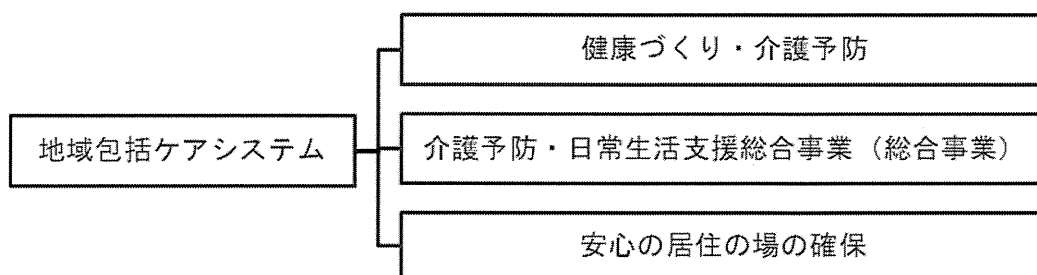 健康づくり・介護予防
地域包括ケアシステム
介護予防・日常生活支援総合事業（総合事業）
安心の居住の場の確保